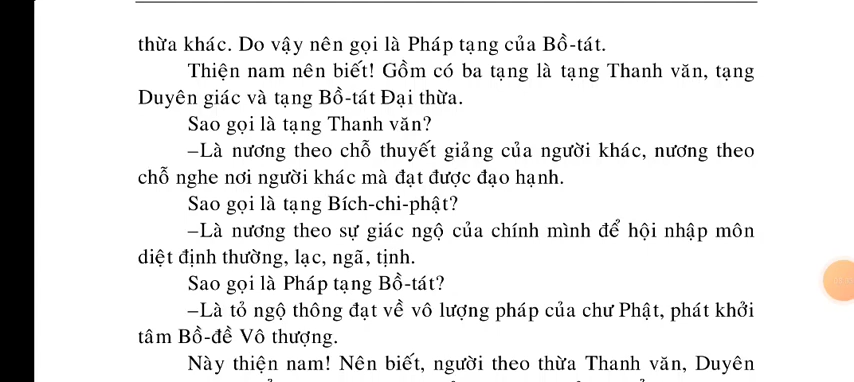 thừa khác. Do vậy nên gọi là Pháp tạng của Bồ-tát.
Thiện nam nên biết! Gồm có ba tạng là tạng Thanh văn, tạng
Duyên giác và tạng Bồ-tát Đại thừa.
Sao gọi là tạng Thanh văn?
–Là nương theo chỗ thuyết giảng của người khác, nương theo
chỗ nghe nơi người khác mà đạt được đạo hạnh.
Sao gọi là tạng Bích-chi-phật?
–Là nương theo sự giác ngộ của chính mình để hội nhập môn
diệt định thường, lạc, ngã, tịnh.
Sao gọi là Pháp tạng Bồ-tát?
–Là tỏ ngộ thông đạt về vô lượng pháp của chư Phật, phát khởi
tâm Bồ-đề Vô thượng.
Này thiện nam! Nên biết, người theo thừa Thanh văn, Duyên